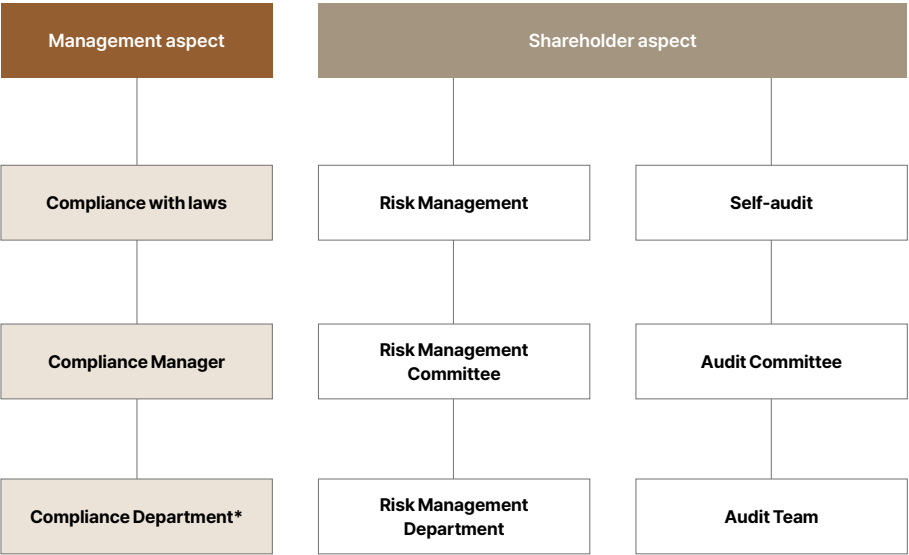 Management aspect
Shareholder aspect
Compliance with laws
Risk Management
Self-audit
Compliance Manager
Risk Management
Committee
Audit Committee
Compliance Department*
Risk Management
Department
Audit Team